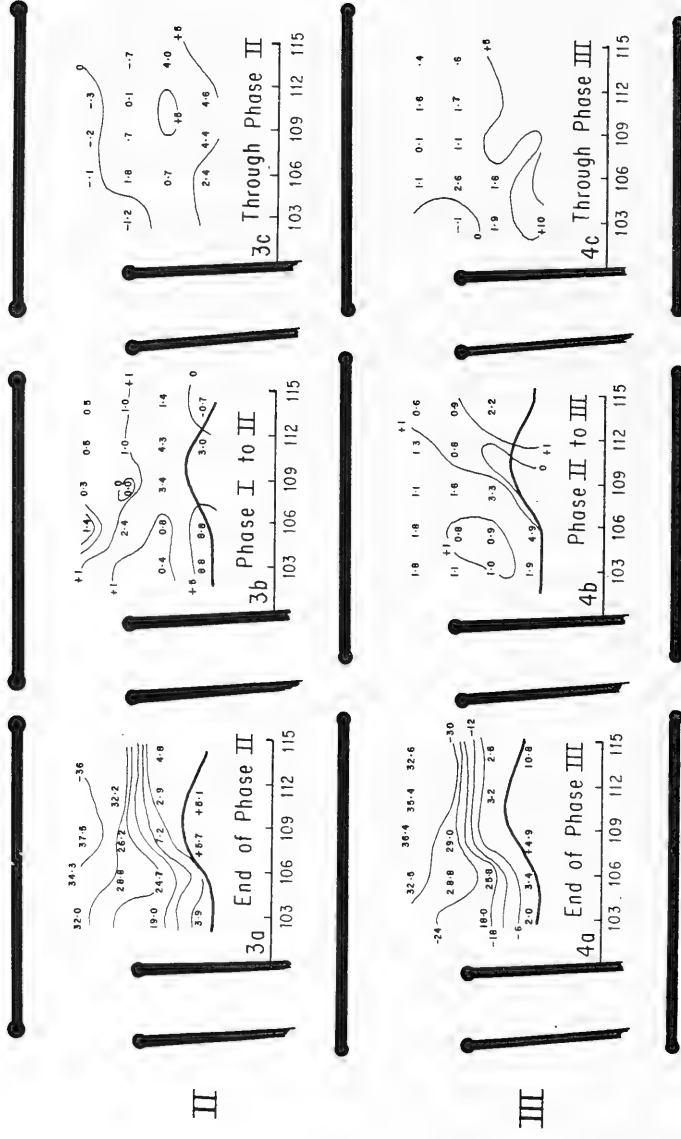 II
32·0 34·3 37·5 -36
28·8 26·2 32·2
24·7
19·0 7·2 2·9 4·8
3·9 +5·7 +5·1
3a End of Phase II
103 106 109 112 115
+1 1·4 0·3 0·5 0·5
2·4 0 0·0 1·0 1·0 +1
+1
0·4 0·8 3·4 4·3 1·4
+5 0
8·8 8·8 3·0 -0·7
3b Phase I to II
103 106 109 112 115
-·1 -·2 -·3 0
-1·2 1·8 ·7 0·1 -·7
0·7 +5 4·0
2·4 4·4 4·6 +5
3c Through Phase II
103 106 109 112 115
III
32·5 36·4 35·4 32·6
-24 28·8 29·0 -30
18·0 25·8 3·2 2·6 -12
-18
-6
2·0 3·4 +4·9 10·8
4a End of Phase III
103 106 109 112 115
1·8 1·8 1·1 1·3 +1 0·6
1·1 +1 0·8 1·6 0·8 0·9
1·0 0·9 3·3 2·2
1·9 4·9 0 +1
4b Phase II to III
103 106 109 112 115
1·1 0·1 1·6 ·4
-·1 2·6 1·1 1·7 ·6
0
1·9 1·8 +5
+10
4c Through Phase III
103 106 109 112 115